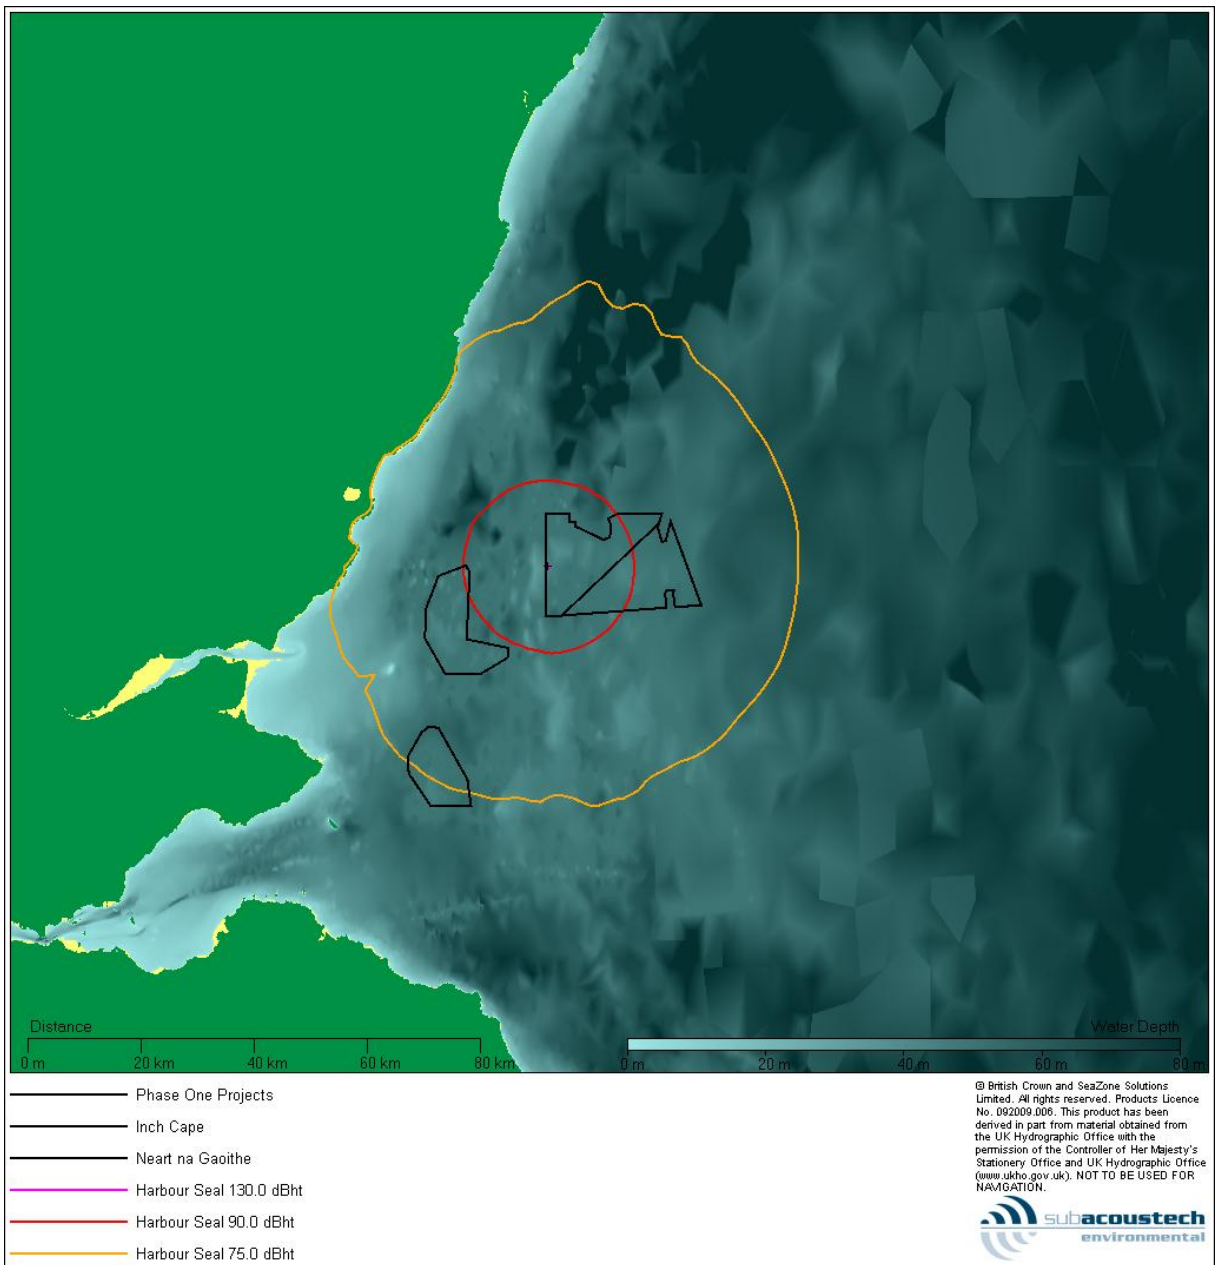 Distance
0 m 20 km 40 km 60 km 80 km
Water Depth
0 m 20 m 40 m 60 m 80 m
Phase One Projects
Inch Cape
Neart na Gaoithe
Harbour Seal 130.0 dBht
Harbour Seal 90.0 dBht
Harbour Seal 75.0 dBht
© British Crown and SeaZone Solutions
Limited. All rights reserved. Products Licence
No. 092009.006. This product has been
derived in part from material obtained from
the UK Hydrographic Office with the
permission of the Controller of Her Majesty's
Stationery Office and UK Hydrographic Office
(www.ukho.gov.uk). NOT TO BE USED FOR
NAVIGATION.
subacoustech
environmental